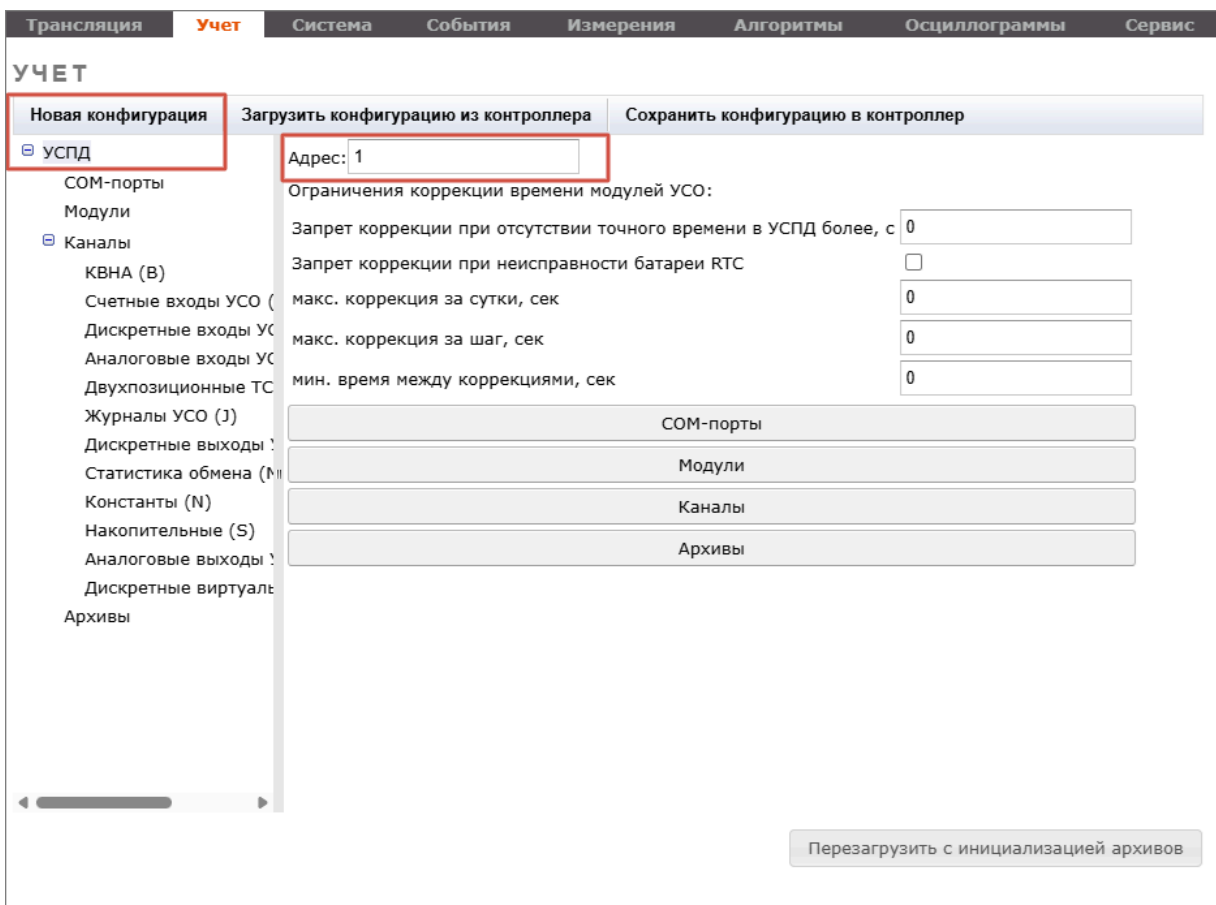 Трансляция Учет Система События Измерения Алгоритмы Осциллограммы Сервис
УЧЕТ
Новая конфигурация Загрузить конфигурацию из контроллера Сохранить конфигурацию в контроллер
УСПД
COM-порты
Модули
Каналы
КВНА (B)
Счетные входы УСО (
Дискретные входы УС
Аналоговые входы УС
Двухпозиционные ТС
Журналы УСО (J)
Дискретные выходы У
Статистика обмена (M
Константы (N)
Накопительные (S)
Аналоговые выходы У
Дискретные виртуаль
Архивы
Адрес: 1
Ограничения коррекции времени модулей УСО:
Запрет коррекции при отсутствии точного времени в УСПД более, с 0
Запрет коррекции при неисправности батареи RTC
макс. коррекция за сутки, сек 0
макс. коррекция за шаг, сек 0
мин. время между коррекциями, сек 0
COM-порты
Модули
Каналы
Архивы
Перезагрузить с инициализацией архивов